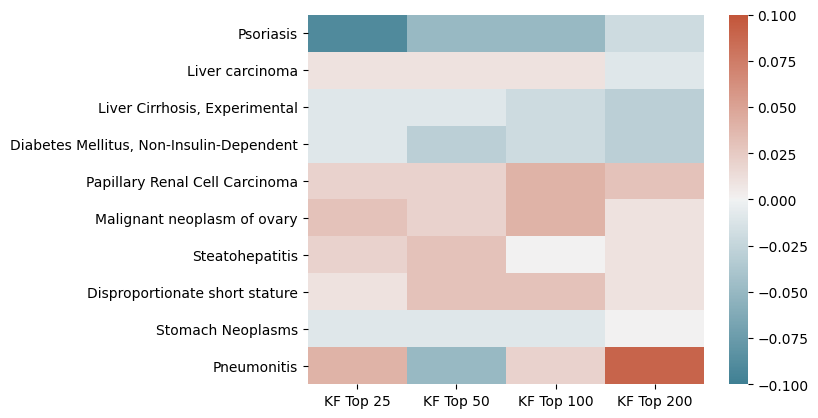 Psoriasis
Liver carcinoma
Liver Cirrhosis, Experimental
Diabetes Mellitus, Non-Insulin-Dependent
Papillary Renal Cell Carcinoma
Malignant neoplasm of ovary
Steatohepatitis
Disproportionate short stature
Stomach Neoplasms
Pneumonitis
KF Top 25 KF Top 50 KF Top 100 KF Top 200
0.100
0.075
0.050
0.025
0.000
−0.025
−0.050
−0.075
−0.100